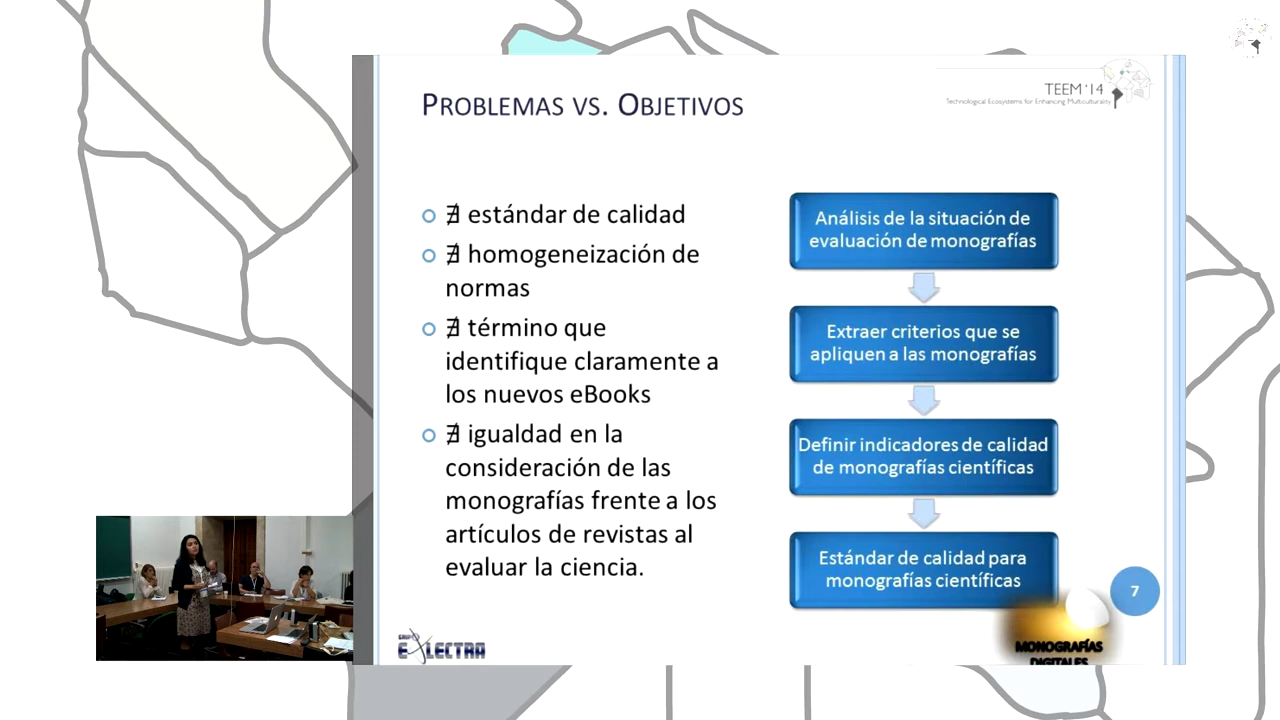 PROBLEMAS VS. OBJETIVOS
TEEM'14
Technological Ecosystems for Enhancing Multiculturality
∄ estándar de calidad
∄ homogeneización de
normas
∄ término que
identifique claramente a
los nuevos eBooks
∄ igualdad en la
consideración de las
monografías frente a los
artículos de revistas al
evaluar la ciencia.
Análisis de la situación de
evaluación de monografías
Extraer criterios que se
apliquen a las monografías
Definir indicadores de calidad
de monografías científicas
Estándar de calidad para
monografías científicas
7
GRUPO
E-LECTRA
MONOGRAFÍAS
DIGITALES